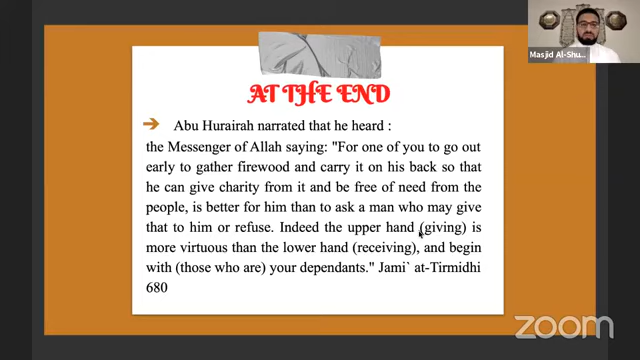 Masjid Al-Shu...
AT THE END
Abu Hurairah narrated that he heard :
the Messenger of Allah saying: "For one of you to go out
early to gather firewood and carry it on his back so that
he can give charity from it and be free of need from the
people, is better for him than to ask a man who may give
that to him or refuse. Indeed the upper hand (giving) is
more virtuous than the lower hand (receiving), and begin
with (those who are) your dependants." Jami` at-Tirmidhi
680
zoom